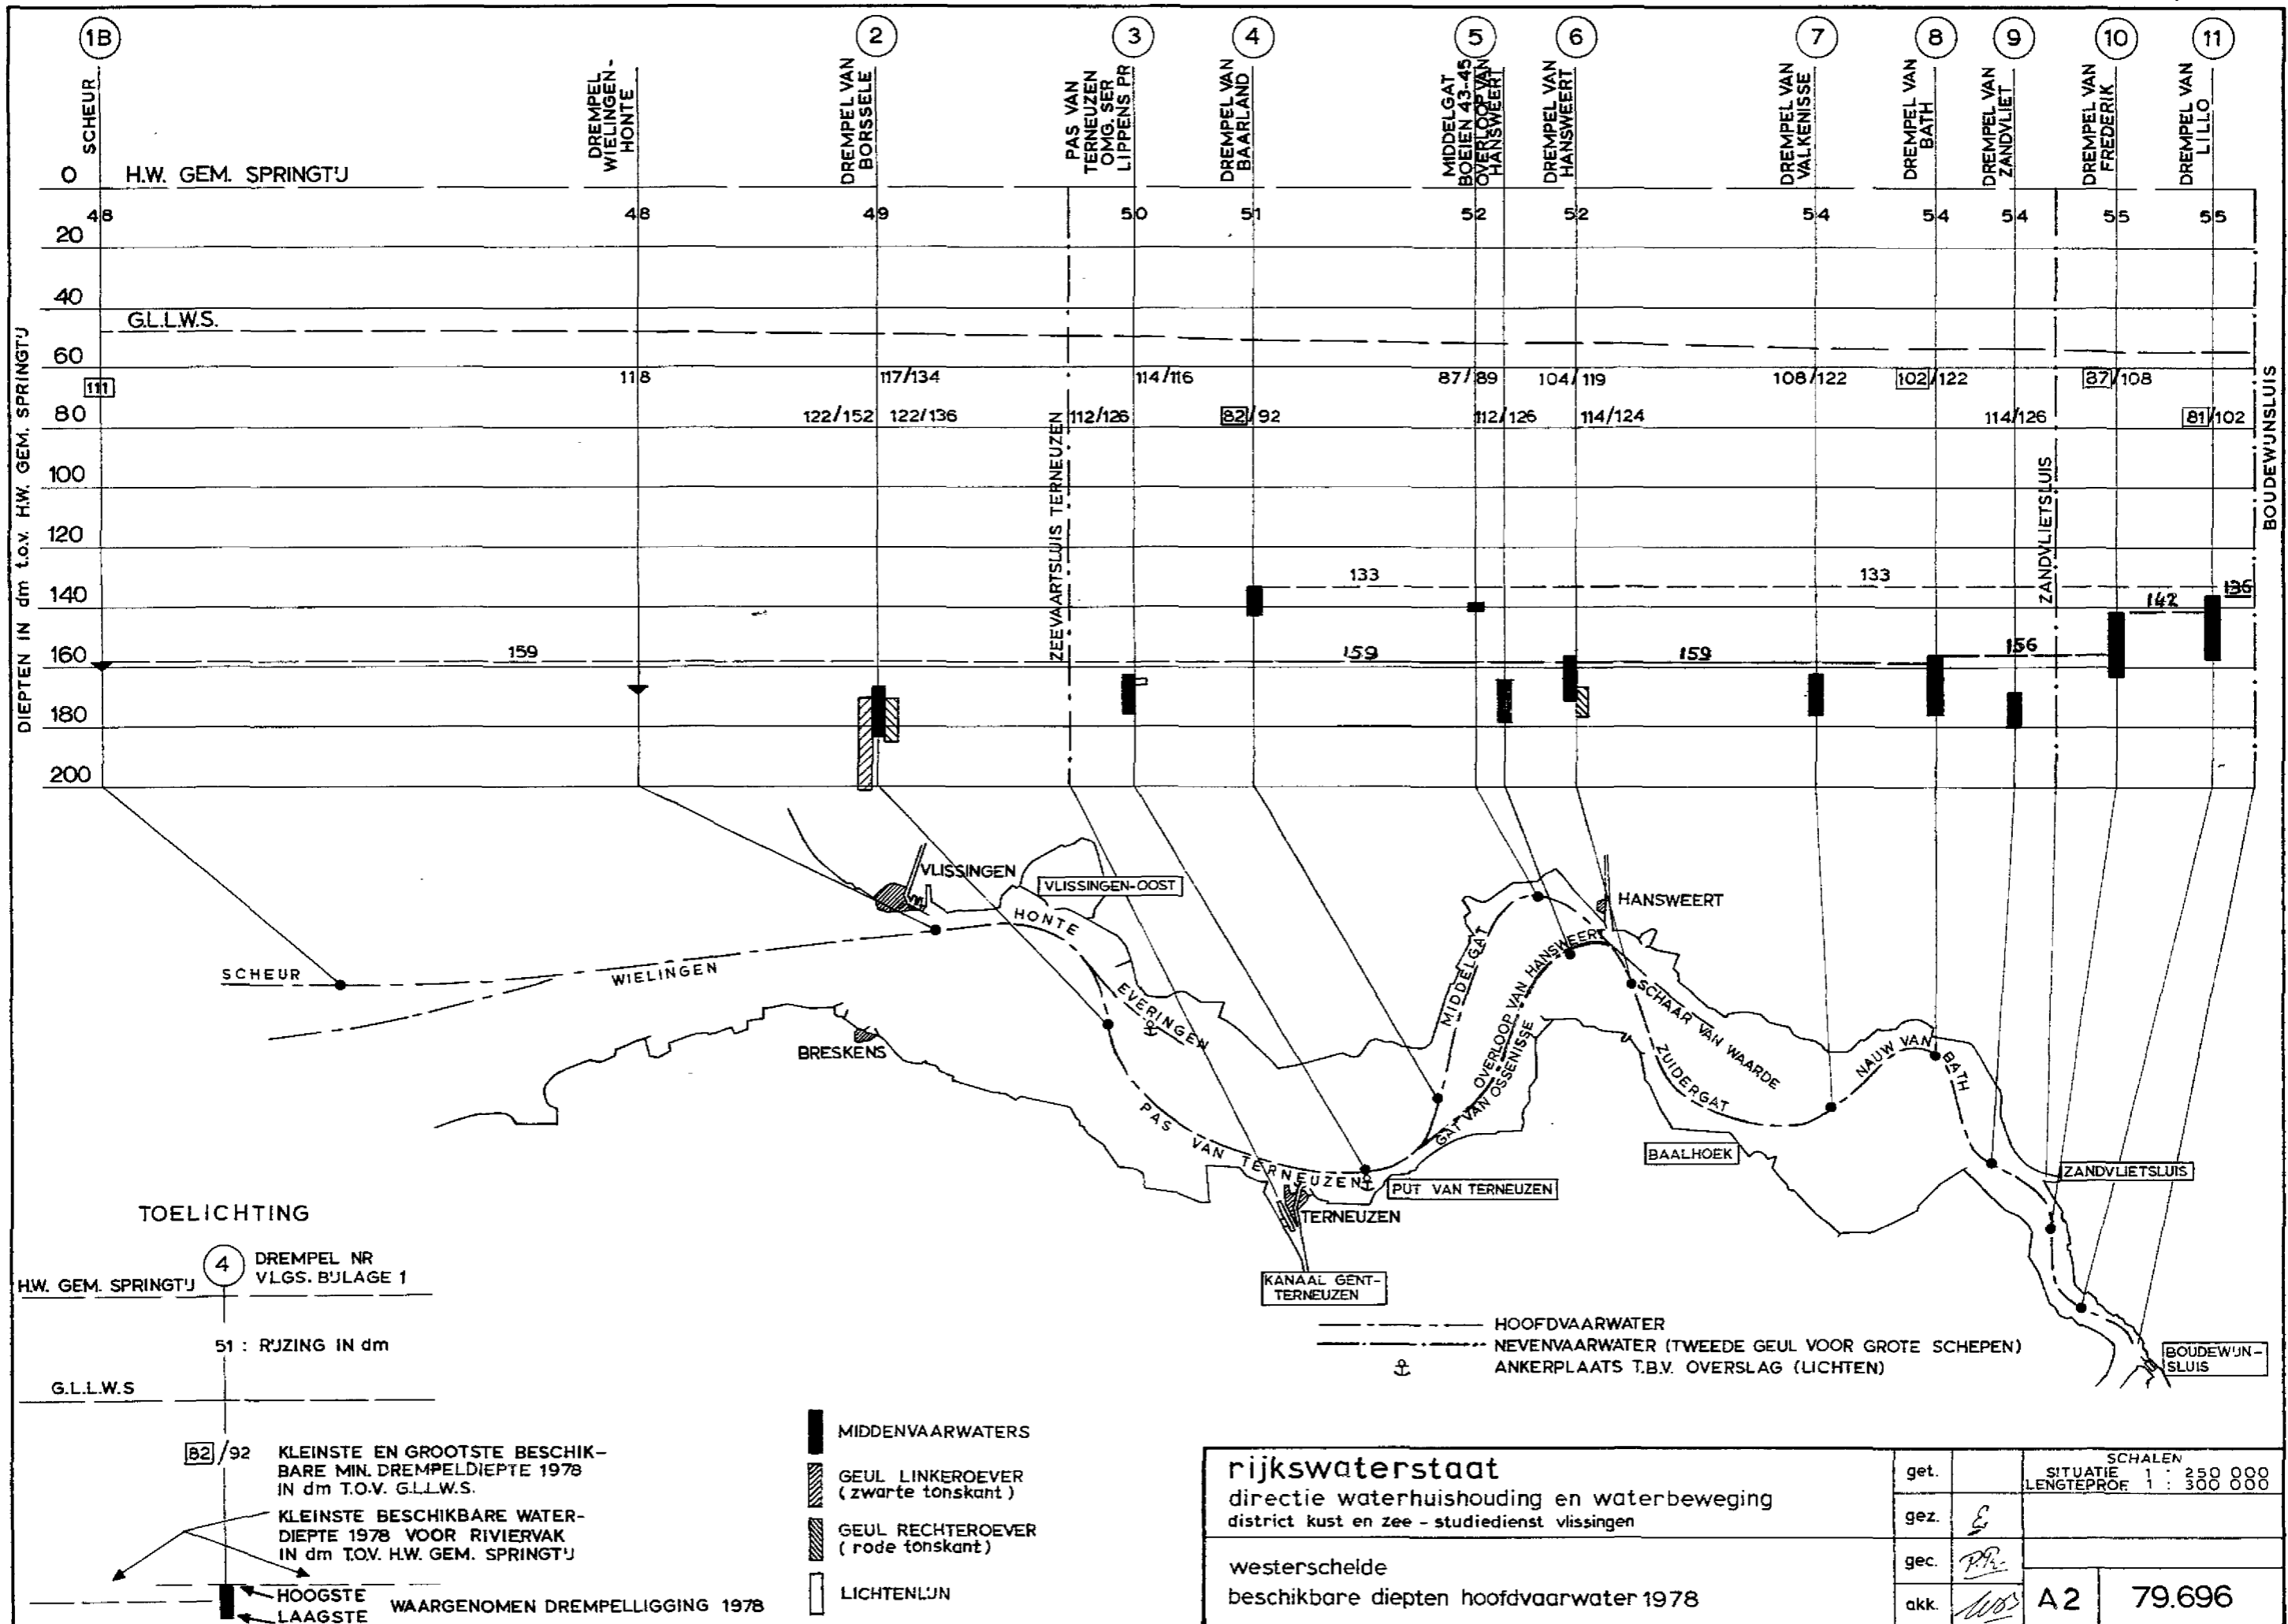 1B
2
3
4
5
6
7
8
9
10
11
SCHEUR
DREMPEL
WIELINGEN-
HONTE
DREMPEL VAN
BORSSELE
PAS VAN
TERNEUZEN
OMG. SER
LIPPENS PR
DREMPEL VAN
BAARLAND
MIDDELGAT
BOEIEN 43-45
OVERLOOP VAN
HANSWEERT
DREMPEL VAN
HANSWEERT
DREMPEL VAN
VALKENISSE
DREMPEL VAN
BATH
DREMPEL VAN
ZANDVLIET
DREMPEL VAN
FREDERIK
DREMPEL VAN
LILLO
DIEPTEN IN dm t.o.v. H.W. GEM. SPRINGTIJ
0 H.W. GEM. SPRINGTIJ
48 48 49 50 51 52 52 54 54 54 55 55
20
40
G.L.L.W.S.
60
111 118 117/134 114/116 87/89 104/119 108/122 102/122 87/108
80
122/152 122/136 112/126 82/92 112/126 114/124 114/126 81/102
100
120
133 133
140
142 136
160
159 159 159 156
180
200
ZEEVAARTSLUIS TERNEUZEN
ZANDVLIETSLUIS
BOUDEWIJNSLUIS
VLISSINGEN
VLISSINGEN-OOST
HONTE
SCHEUR
WIELINGEN
EVERINGEN
BRESKENS
PAS VAN TERNEUZEN
TERNEUZEN
PUT VAN TERNEUZEN
KANAAL GENT-
TERNEUZEN
MIDDELGAT
OVERLOOP VAN HANSWEERT
GAT VAN OSSENISSE
HANSWEERT
SCHAAR VAN WAARDE
ZUIDERGAT
BAALHOEK
NAUW VAN BATH
ZANDVLIETSLUIS
BOUDEWIJN-
SLUIS
TOELICHTING
4 DREMPEL NR
VLGS. BIJLAGE 1
H.W. GEM. SPRINGTIJ
51 : RIJZING IN dm
G.L.L.W.S
82/92 KLEINSTE EN GROOTSTE BESCHIK-
BARE MIN. DREMPELDIEPTE 1978
IN dm T.O.V. G.L.L.W.S.
KLEINSTE BESCHIKBARE WATER-
DIEPTE 1978 VOOR RIVIERVAK
IN dm T.O.V. H.W. GEM. SPRINGTIJ
HOOGSTE
LAAGSTE
WAARGENOMEN DREMPELLIGGING 1978
MIDDENVAARWATERS
GEUL LINKEROEVER
(zwarte tonskant)
GEUL RECHTEROEVER
(rode tonskant)
LICHTENLIJN
HOOFDVAARWATER
NEVENVAARWATER (TWEEDE GEUL VOOR GROTE SCHEPEN)
ANKERPLAATS T.B.V. OVERSLAG (LICHTEN)
rijkswaterstaat
directie waterhuishouding en waterbeweging
district kust en zee - studiedienst vlissingen
westerschelde
beschikbare diepten hoofdvaarwater 1978
get.
gez.
gec.
akk.
SCHALEN
SITUATIE 1 : 250 000
LENGTEPROF. 1 : 300 000
A2
79.696